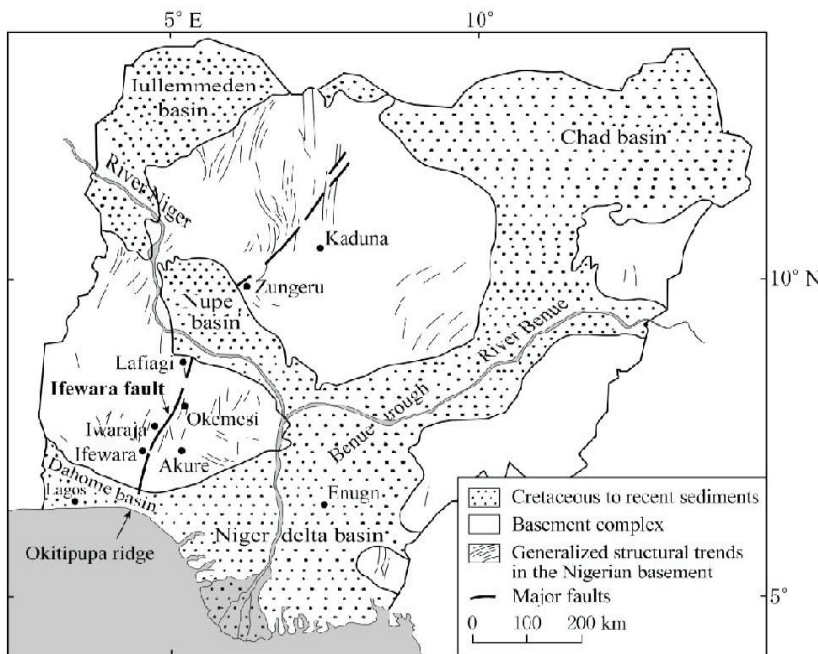 5° E
10°
Iullemmeden
basin
Chad basin
River Niger
Kaduna
10° N
Zungeru
Nupe
basin
River Benue
Lafiagi
Ifewara fault
Okemesi
Benue trough
Iwaraja
Ifewara
Akure
Dahome basin
Lagos
Enugn
Niger delta basin
Okitipupa ridge
Cretaceous to recent sediments
Basement complex
Generalized structural trends
in the Nigerian basement
Major faults
5°
0 100 200 km